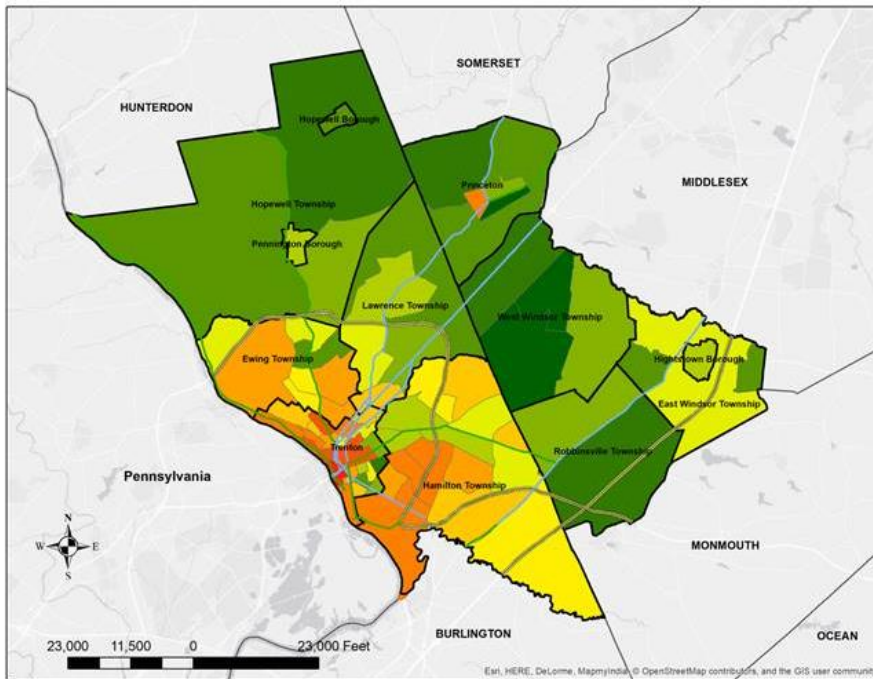 SOMERSET
HUNTERDON
Hopewell Borough
MIDDLESEX
Princeton
Hopewell Township
Pennington Borough
Lawrence Township
West Windsor Township
Ewing Township
Hightstown Borough
East Windsor Township
Trenton
Robbinsville Township
Pennsylvania
Hamilton Township
N
W E
S
MONMOUTH
BURLINGTON
OCEAN
23,000 11,500 0 23,000 Feet
Esri, HERE, DeLorme, MapmyIndia, © OpenStreetMap contributors, and the GIS user community